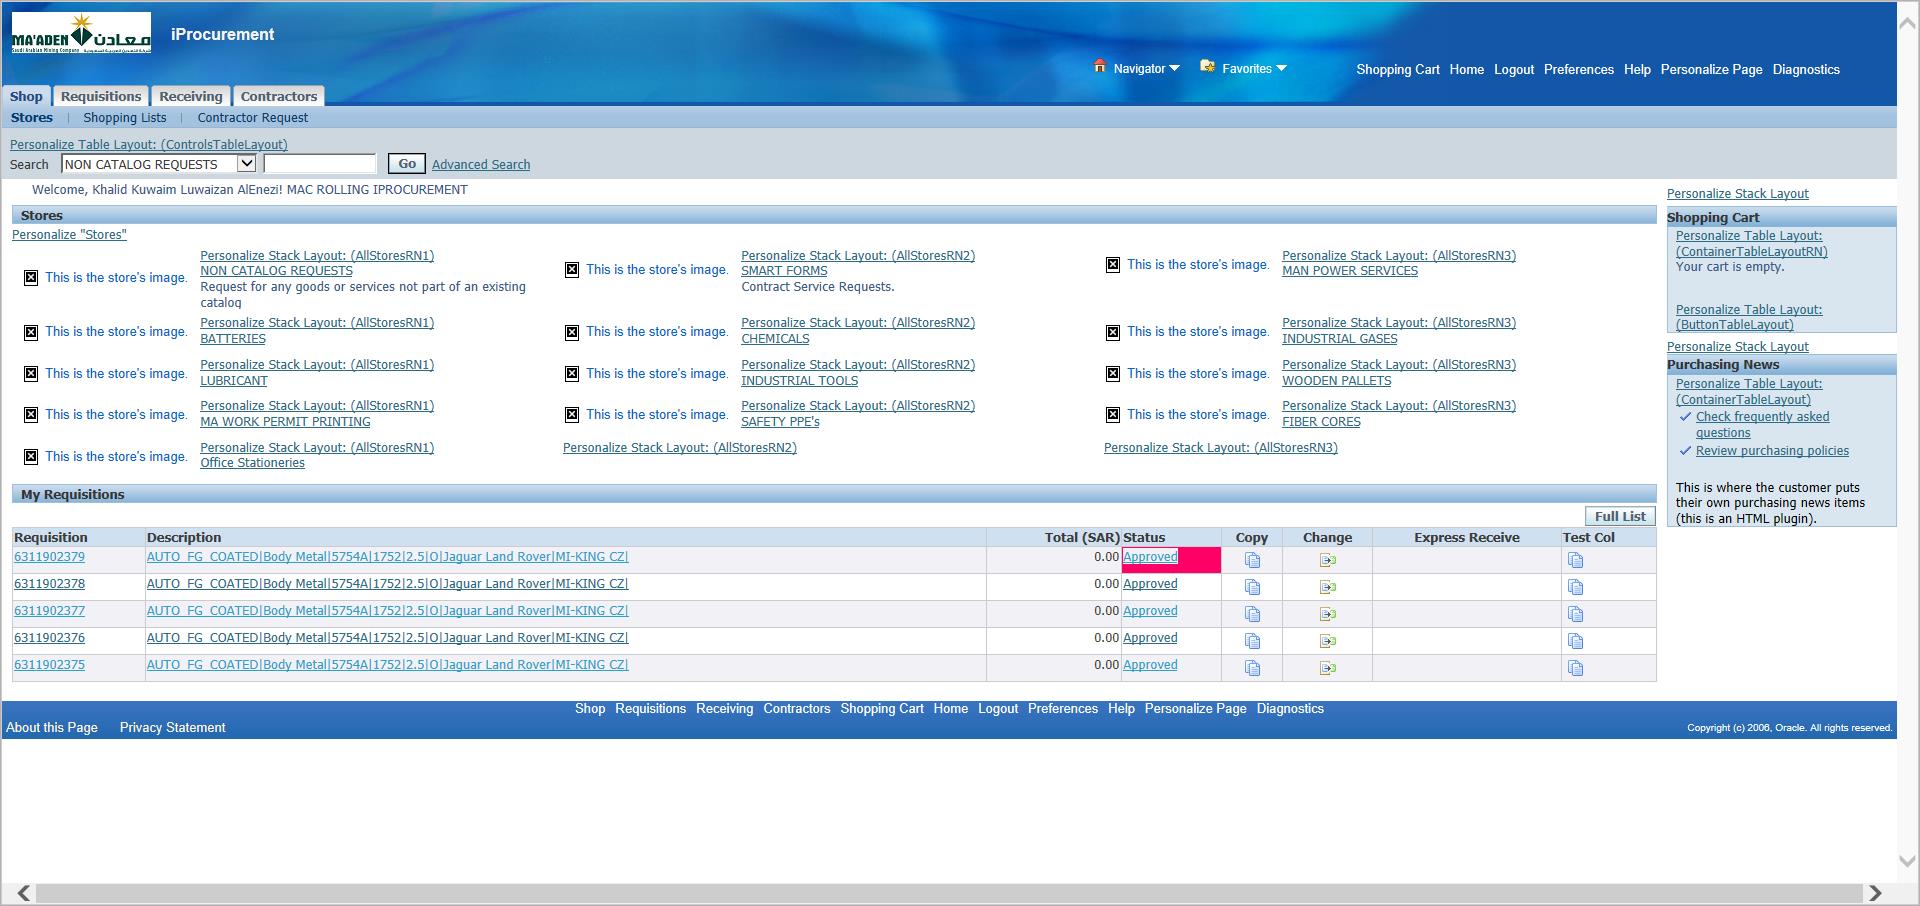 MA'ADEN معادن
Saudi Arabian Mining Company
iProcurement
Navigator Favorites Shopping Cart Home Logout Preferences Help Personalize Page Diagnostics
Shop Requisitions Receiving Contractors
Stores | Shopping Lists | Contractor Request
Personalize Table Layout: (ControlsTableLayout)
Search NON CATALOG REQUESTS Go Advanced Search
Welcome, Khalid Kuwaim Luwaizan AlEnezi! MAC ROLLING IPROCUREMENT
Stores
Personalize "Stores"
This is the store's image. Personalize Stack Layout: (AllStoresRN1)
NON CATALOG REQUESTS
Request for any goods or services not part of an existing
catalog
This is the store's image. Personalize Stack Layout: (AllStoresRN2)
SMART FORMS
Contract Service Requests.
This is the store's image. Personalize Stack Layout: (AllStoresRN3)
MAN POWER SERVICES
This is the store's image. Personalize Stack Layout: (AllStoresRN1)
BATTERIES
This is the store's image. Personalize Stack Layout: (AllStoresRN2)
CHEMICALS
This is the store's image. Personalize Stack Layout: (AllStoresRN3)
INDUSTRIAL GASES
This is the store's image. Personalize Stack Layout: (AllStoresRN1)
LUBRICANT
This is the store's image. Personalize Stack Layout: (AllStoresRN2)
INDUSTRIAL TOOLS
This is the store's image. Personalize Stack Layout: (AllStoresRN3)
WOODEN PALLETS
This is the store's image. Personalize Stack Layout: (AllStoresRN1)
MA WORK PERMIT PRINTING
This is the store's image. Personalize Stack Layout: (AllStoresRN2)
SAFETY PPE's
This is the store's image. Personalize Stack Layout: (AllStoresRN3)
FIBER CORES
This is the store's image. Personalize Stack Layout: (AllStoresRN1)
Office Stationeries
Personalize Stack Layout: (AllStoresRN2)
Personalize Stack Layout: (AllStoresRN3)
Personalize Stack Layout
Shopping Cart
Personalize Table Layout:
(ContainerTableLayoutRN)
Your cart is empty.
Personalize Table Layout:
(ButtonTableLayout)
Personalize Stack Layout
Purchasing News
Personalize Table Layout:
(ContainerTableLayout)
Check frequently asked
questions
Review purchasing policies
This is where the customer puts
their own purchasing news items
(this is an HTML plugin).
My Requisitions
Full List
Requisition Description Total (SAR) Status Copy Change Express Receive Test Col
6311902379 AUTO_FG_COATED|Body Metal|5754A|1752|2.5|O|Jaguar Land Rover|MI-KING CZ| 0.00 Approved
6311902378 AUTO_FG_COATED|Body Metal|5754A|1752|2.5|O|Jaguar Land Rover|MI-KING CZ| 0.00 Approved
6311902377 AUTO_FG_COATED|Body Metal|5754A|1752|2.5|O|Jaguar Land Rover|MI-KING CZ| 0.00 Approved
6311902376 AUTO_FG_COATED|Body Metal|5754A|1752|2.5|O|Jaguar Land Rover|MI-KING CZ| 0.00 Approved
6311902375 AUTO_FG_COATED|Body Metal|5754A|1752|2.5|O|Jaguar Land Rover|MI-KING CZ| 0.00 Approved
Shop Requisitions Receiving Contractors Shopping Cart Home Logout Preferences Help Personalize Page Diagnostics
About this Page Privacy Statement
Copyright (c) 2006, Oracle. All rights reserved.